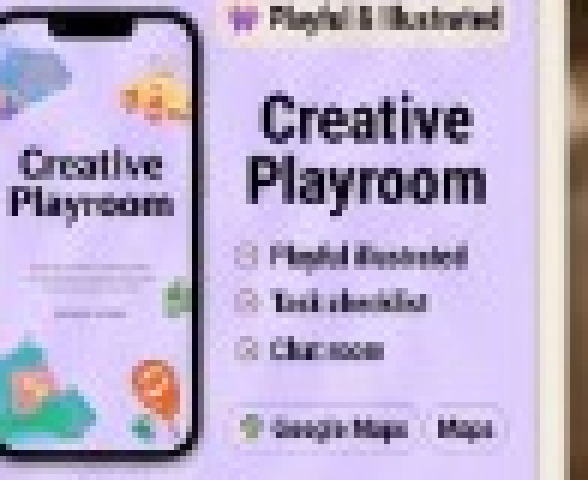 Creative
Playroom
Playful & Illustrated
Creative
Playroom
Playful illustrated
Task checklist
Chat room
Google Maps
Maps